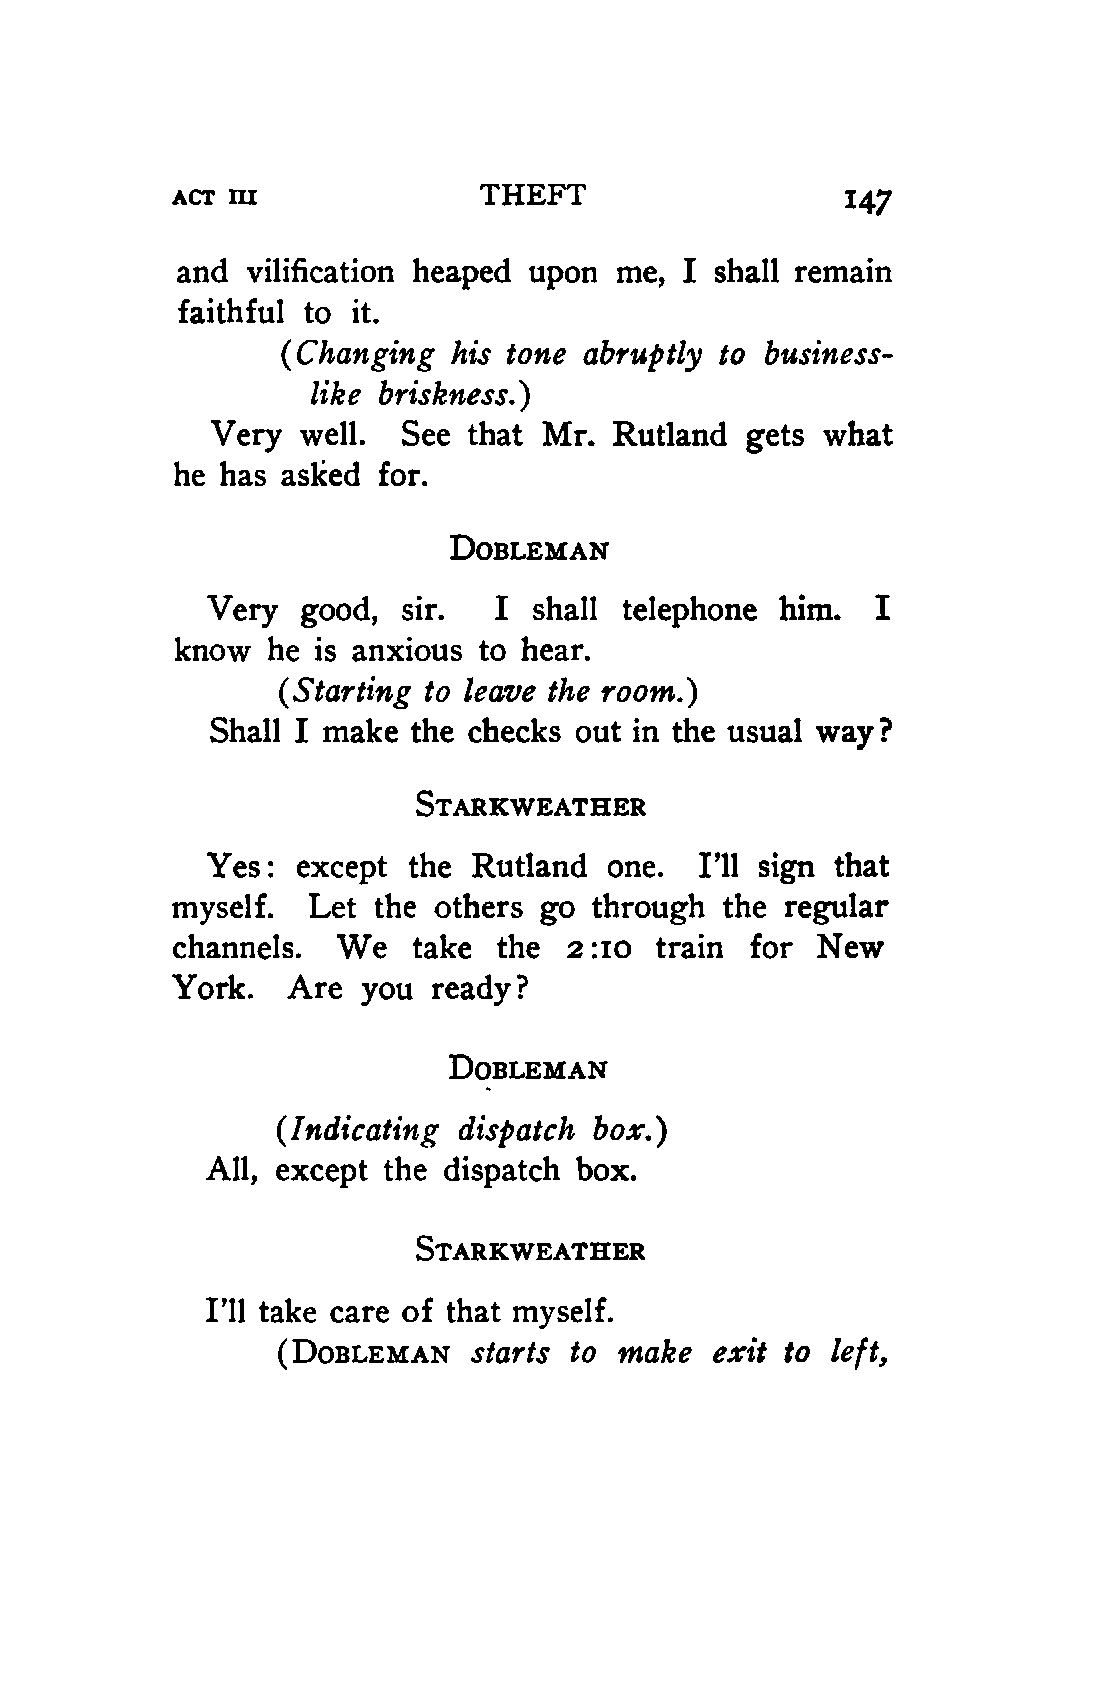 ACT III THEFT 147
and vilification heaped upon me, I shall remain
faithful to it.
(Changing his tone abruptly to business-
like briskness.)
Very well. See that Mr. Rutland gets what
he has asked for.
DOBLEMAN
Very good, sir. I shall telephone him. I
know he is anxious to hear.
(Starting to leave the room.)
Shall I make the checks out in the usual way?
STARKWEATHER
Yes: except the Rutland one. I'll sign that
myself. Let the others go through the regular
channels. We take the 2:10 train for New
York. Are you ready?
DOBLEMAN
(Indicating dispatch box.)
All, except the dispatch box.
STARKWEATHER
I'll take care of that myself.
(DOBLEMAN starts to make exit to left,